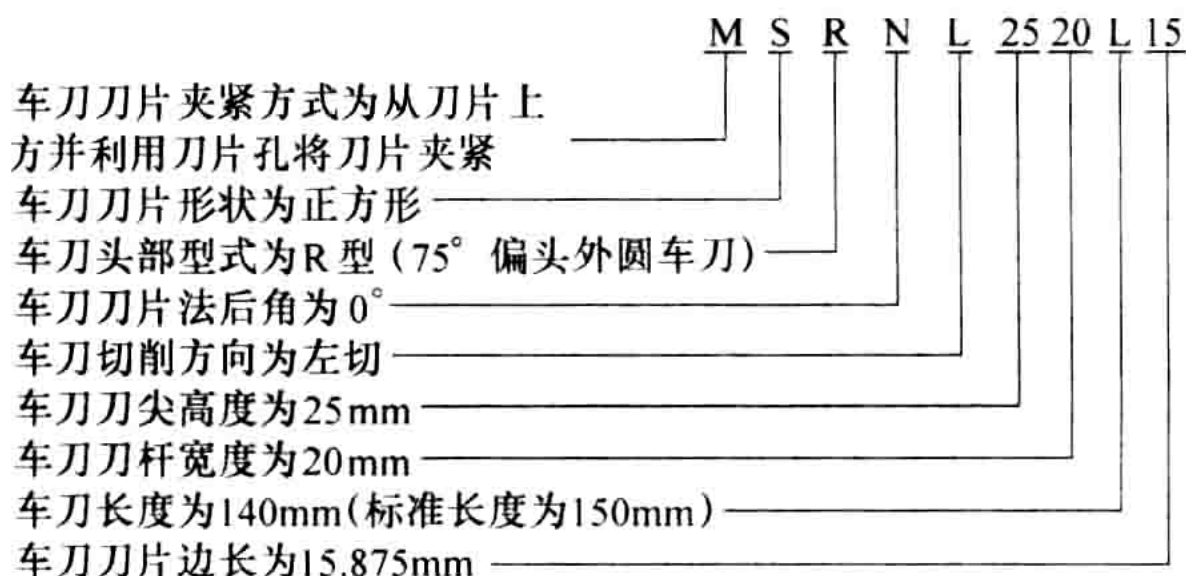 M S R N L 25 20 L 15
车刀刀片夹紧方式为从刀片上
方并利用刀片孔将刀片夹紧
车刀刀片形状为正方形
车刀头部型式为R型(75°偏头外圆车刀)
车刀刀片法后角为0°
车刀切削方向为左切
车刀刀尖高度为25mm
车刀刀杆宽度为20mm
车刀长度为140mm(标准长度为150mm)
车刀刀片边长为15.875mm